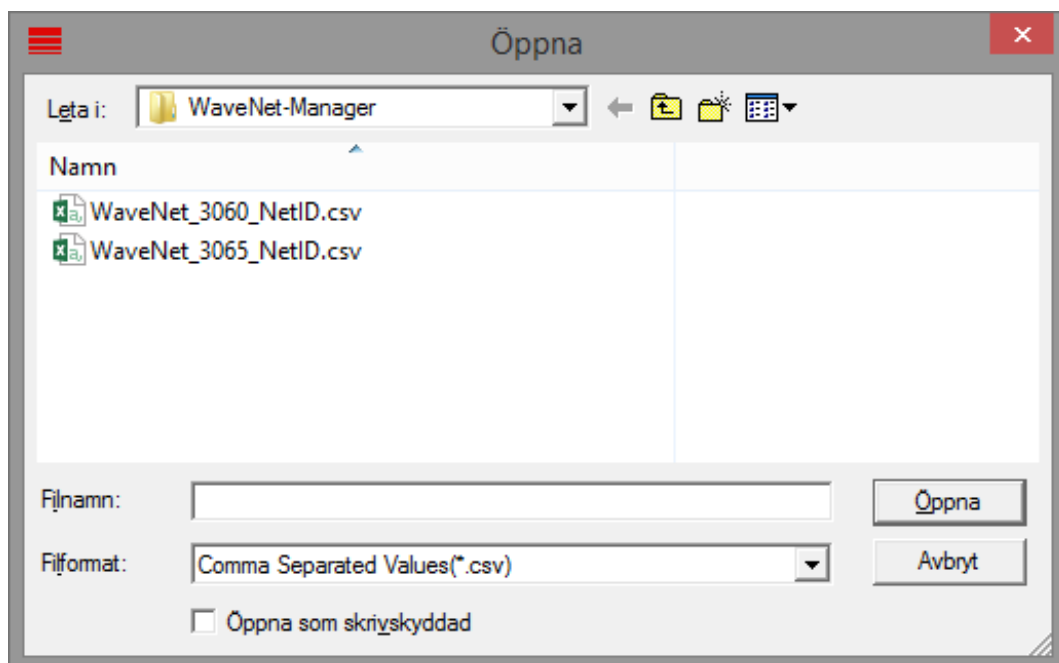 Öppna
Leta i: WaveNet-Manager
Namn
WaveNet_3060_NetID.csv
WaveNet_3065_NetID.csv
Filnamn: Öppna
Filformat: Comma Separated Values(*.csv) Avbryt
Öppna som skrivskyddad